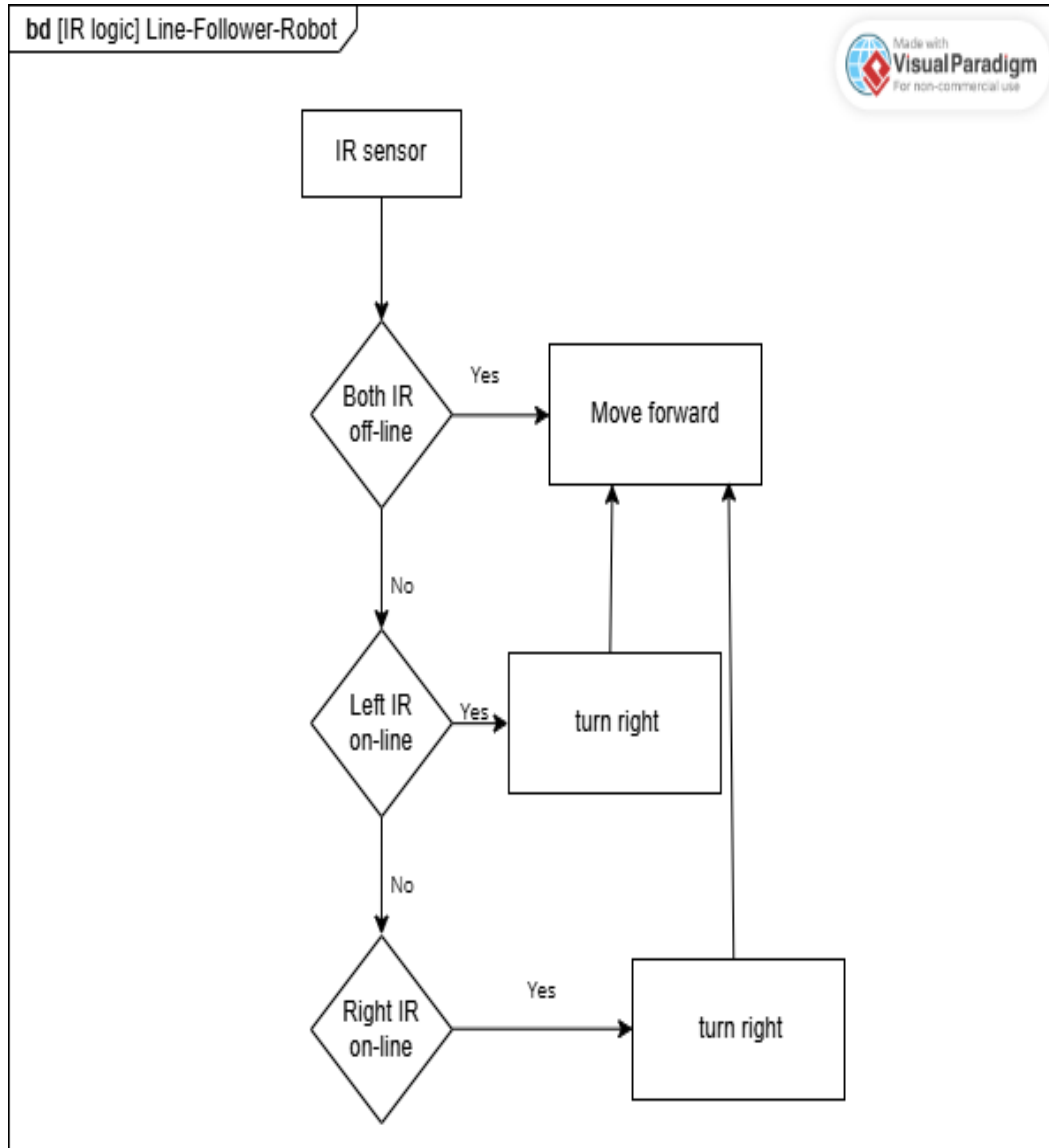 bd [IR logic] Line-Follower-Robot
Made with
Visual Paradigm
For non-commercial use
IR sensor
Both IR
off-line
Yes
Move forward
No
Left IR
on-line
Yes
turn right
No
Right IR
on-line
Yes
turn right